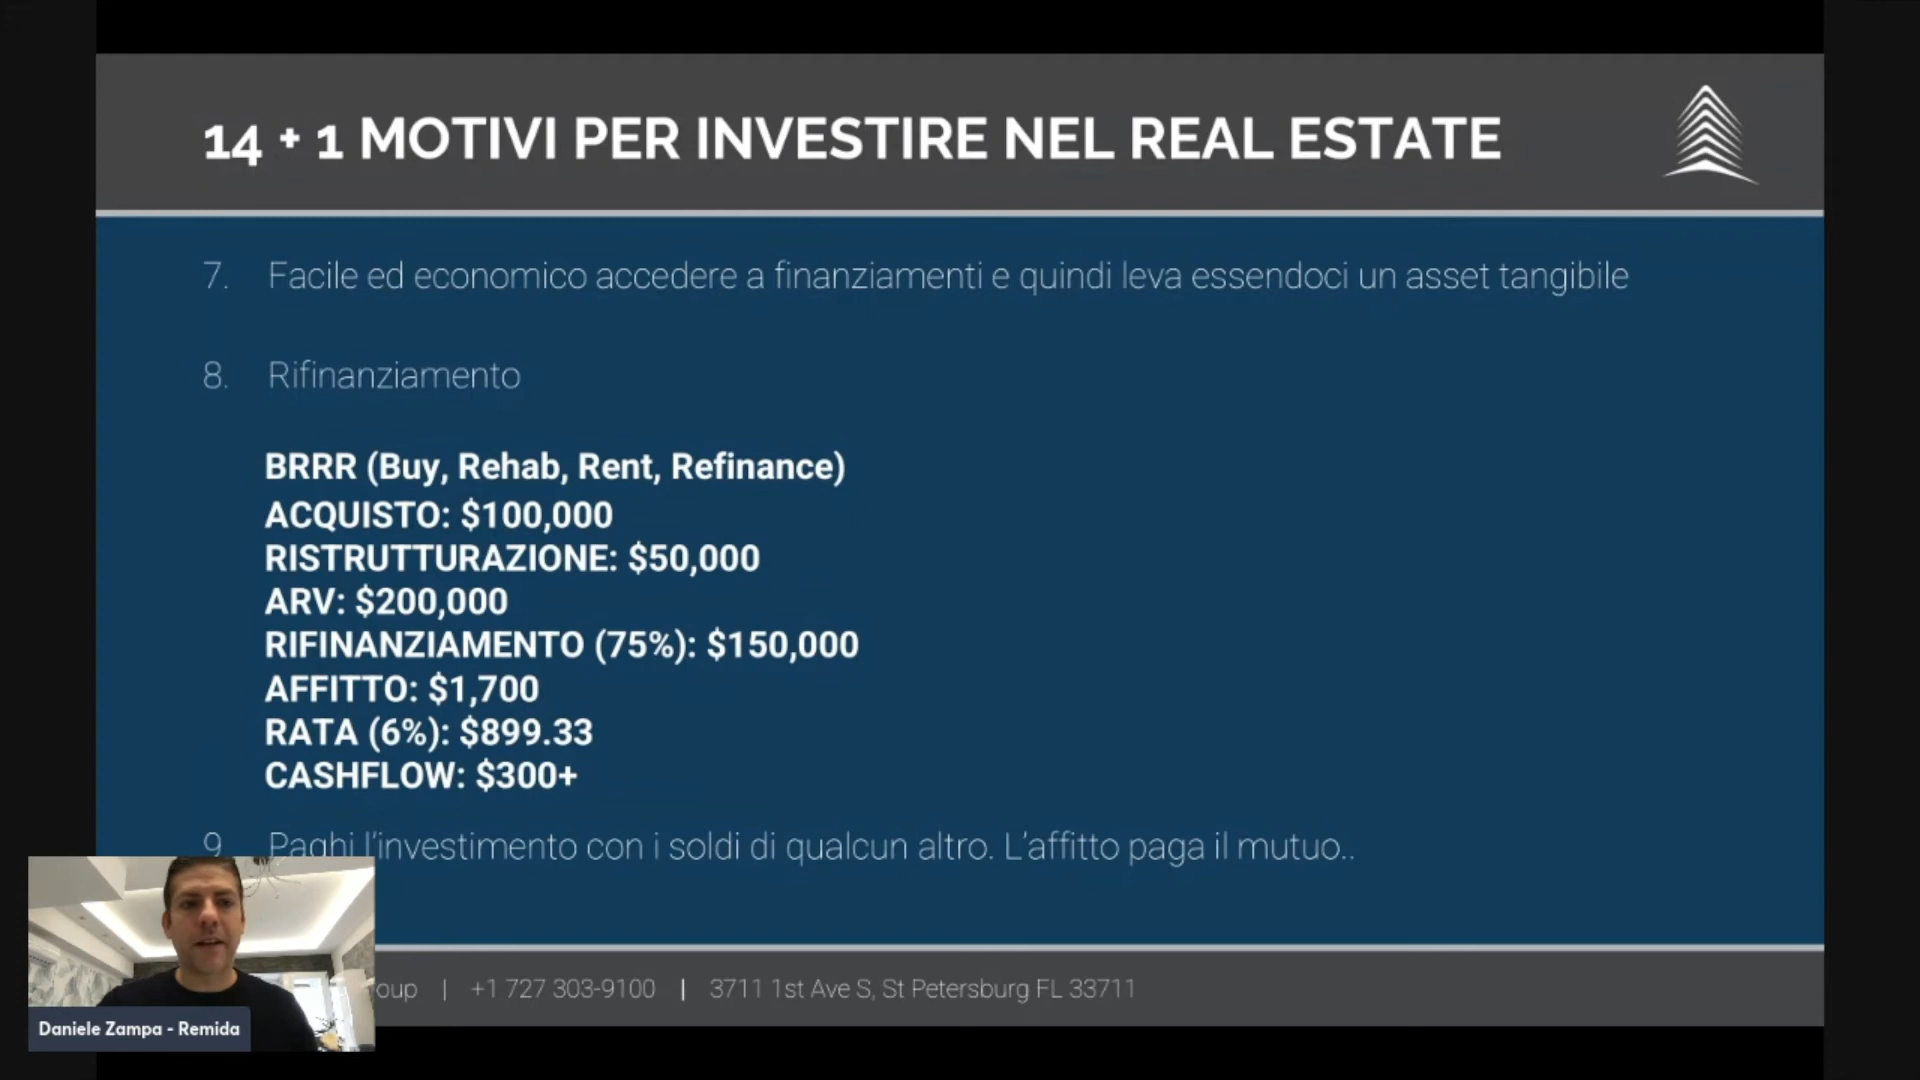 14 + 1 MOTIVI PER INVESTIRE NEL REAL ESTATE
7. Facile ed economico accedere a finanziamenti e quindi leva essendoci un asset tangibile
8. Rifinanziamento
BRRR (Buy, Rehab, Rent, Refinance)
ACQUISTO: $100,000
RISTRUTTURAZIONE: $50,000
ARV: $200,000
RIFINANZIAMENTO (75%): $150,000
AFFITTO: $1,700
RATA (6%): $899.33
CASHFLOW: $300+
9. Paghi l'investimento con i soldi di qualcun altro. L'affitto paga il mutuo..
| +1 727 303-9100 | 3711 1st Ave S, St Petersburg FL 33711
Daniele Zampa - Remida